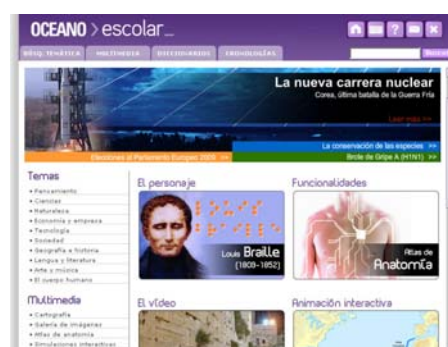 OCEANO > escolar_
BÚSQ. TEMÁTICA
MULTIMEDIA
DICCIONARIOS
CRONOLOGÍAS
La nueva carrera nuclear
Corea, última batalla de la Guerra Fría
Leer más >>
La conservación de las especies >>
Elecciones al Parlamento Europeo 2009 >>
Brote de Gripe A (H1N1) >>
Temas
Pensamiento
Ciencias
Naturaleza
Economía y empresa
Tecnología
Sociedad
Geografía e historia
Lengua y literatura
Arte y música
El cuerpo humano
Multimedia
Cartografía
Galería de imágenes
Atlas de anatomía
Simulaciones interactivas
El personaje
Louis Braille
(1809-1852)
Funcionalidades
Atlas de
Anatomía
El vídeo
Animación interactiva